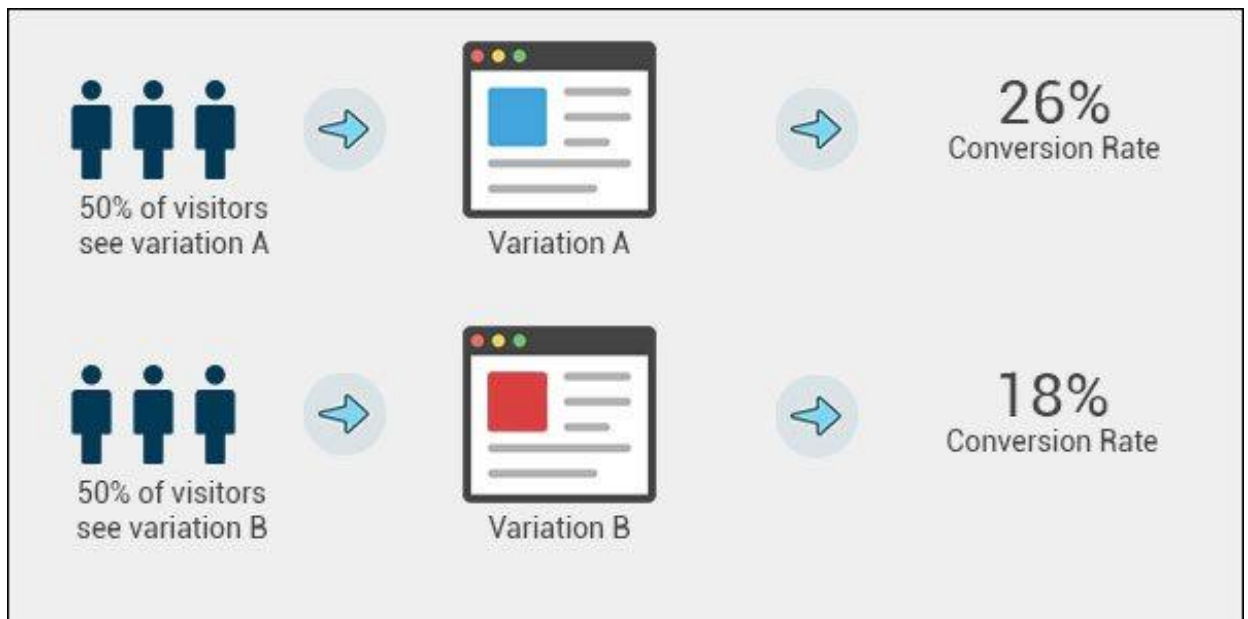 50% of visitors
see variation A
Variation A
26%
Conversion Rate
50% of visitors
see variation B
Variation B
18%
Conversion Rate